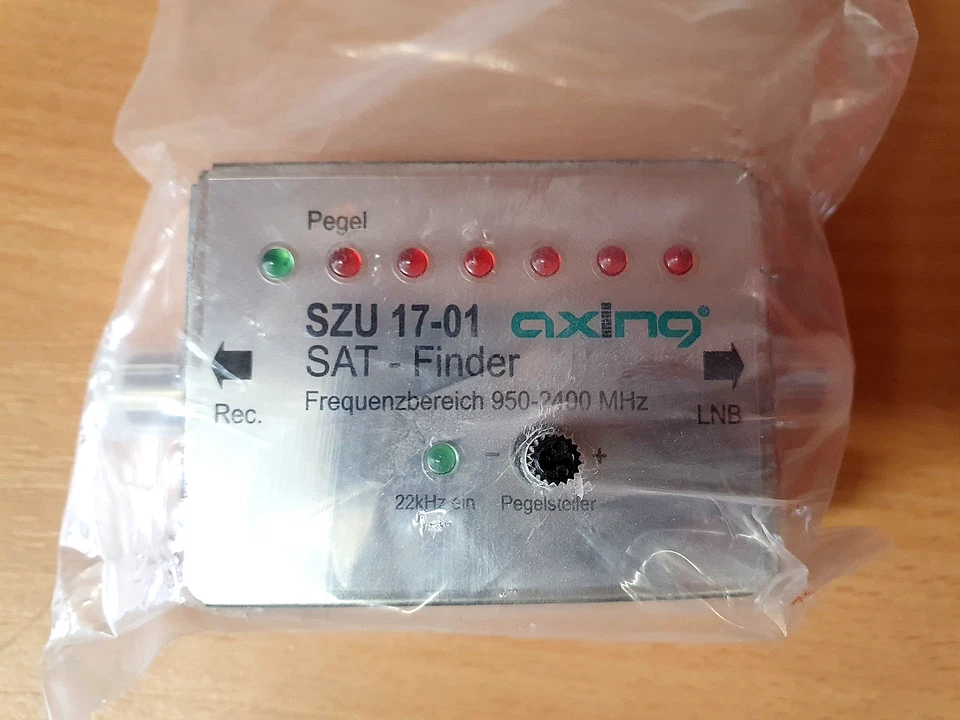 Pegel
SZU 17-01 axing®
SAT - Finder
Frequenzbereich 950-2400 MHz
Rec.
LNB
- +
22kHz ein
Pegelsteller